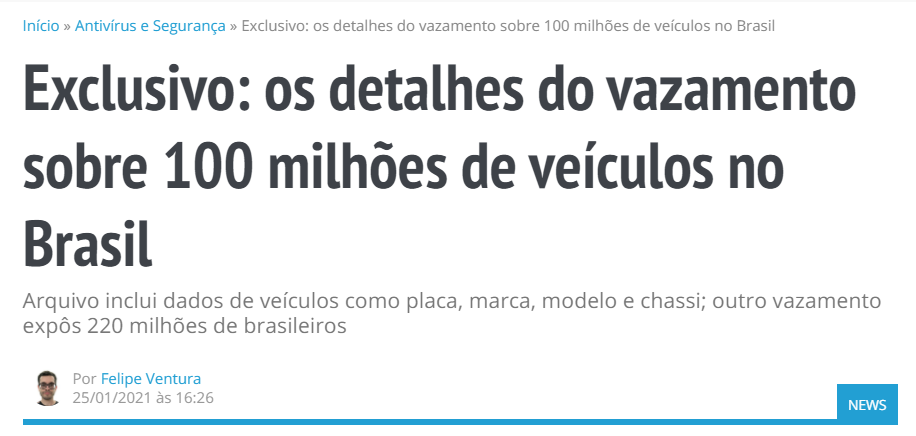 Início » Antivírus e Segurança » Exclusivo: os detalhes do vazamento sobre 100 milhões de veículos no Brasil
Exclusivo: os detalhes do vazamento
sobre 100 milhões de veículos no
Brasil
Arquivo inclui dados de veículos como placa, marca, modelo e chassi; outro vazamento
expôs 220 milhões de brasileiros
Por Felipe Ventura
25/01/2021 às 16:26
NEWS